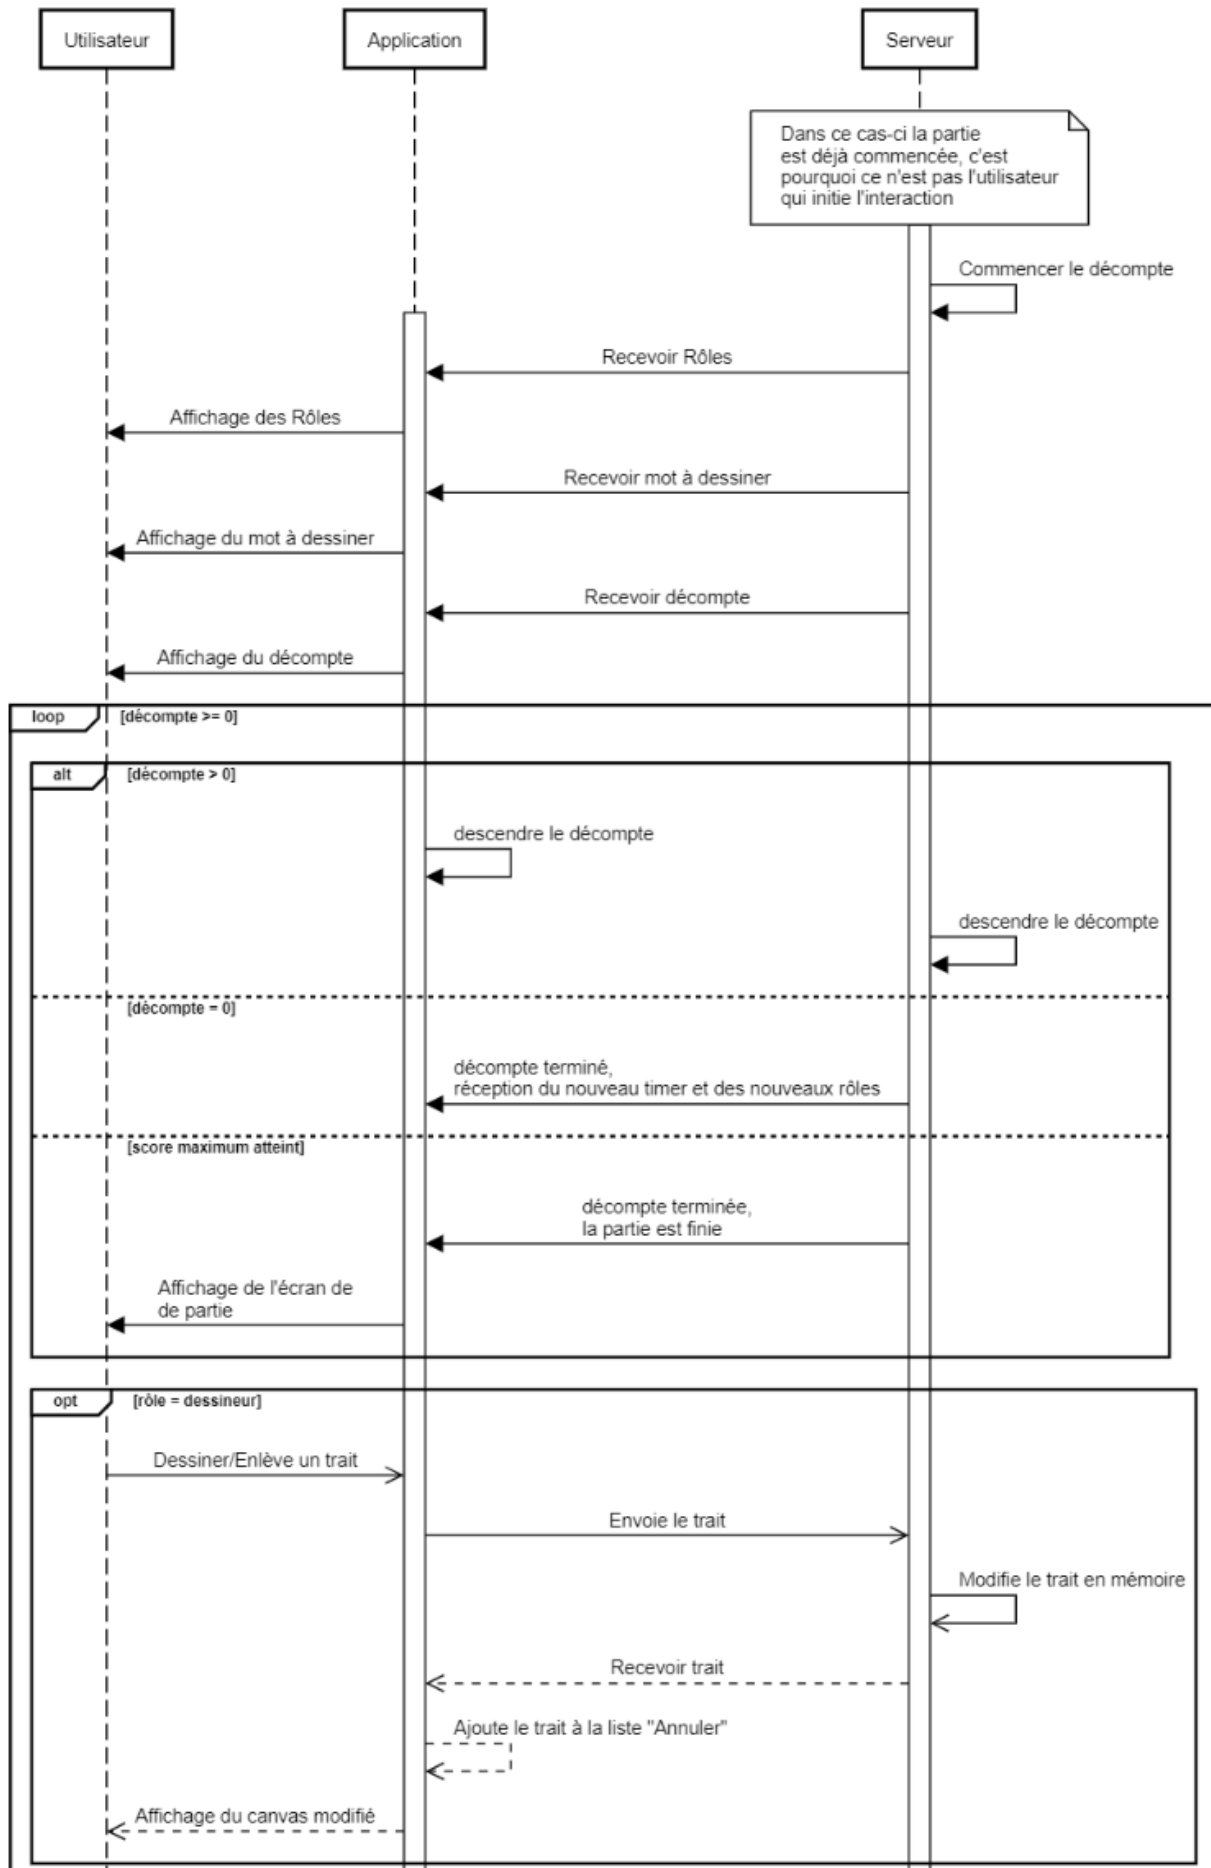 Utilisateur
Application
Serveur
Dans ce cas-ci la partie
est déjà commencée, c'est
pourquoi ce n'est pas l'utilisateur
qui initie l'interaction
Commencer le décompte
Recevoir Rôles
Affichage des Rôles
Recevoir mot à dessiner
Affichage du mot à dessiner
Recevoir décompte
Affichage du décompte
loop
[décompte >= 0]
alt
[décompte > 0]
descendre le décompte
descendre le décompte
[décompte = 0]
décompte terminé,
réception du nouveau timer et des nouveaux rôles
[score maximum atteint]
décompte terminée,
la partie est finie
Affichage de l'écran de
de partie
opt
[rôle = dessineur]
Dessiner/Enlève un trait
Envoie le trait
Modifie le trait en mémoire
Recevoir trait
Ajoute le trait à la liste "Annuler"
Affichage du canvas modifié